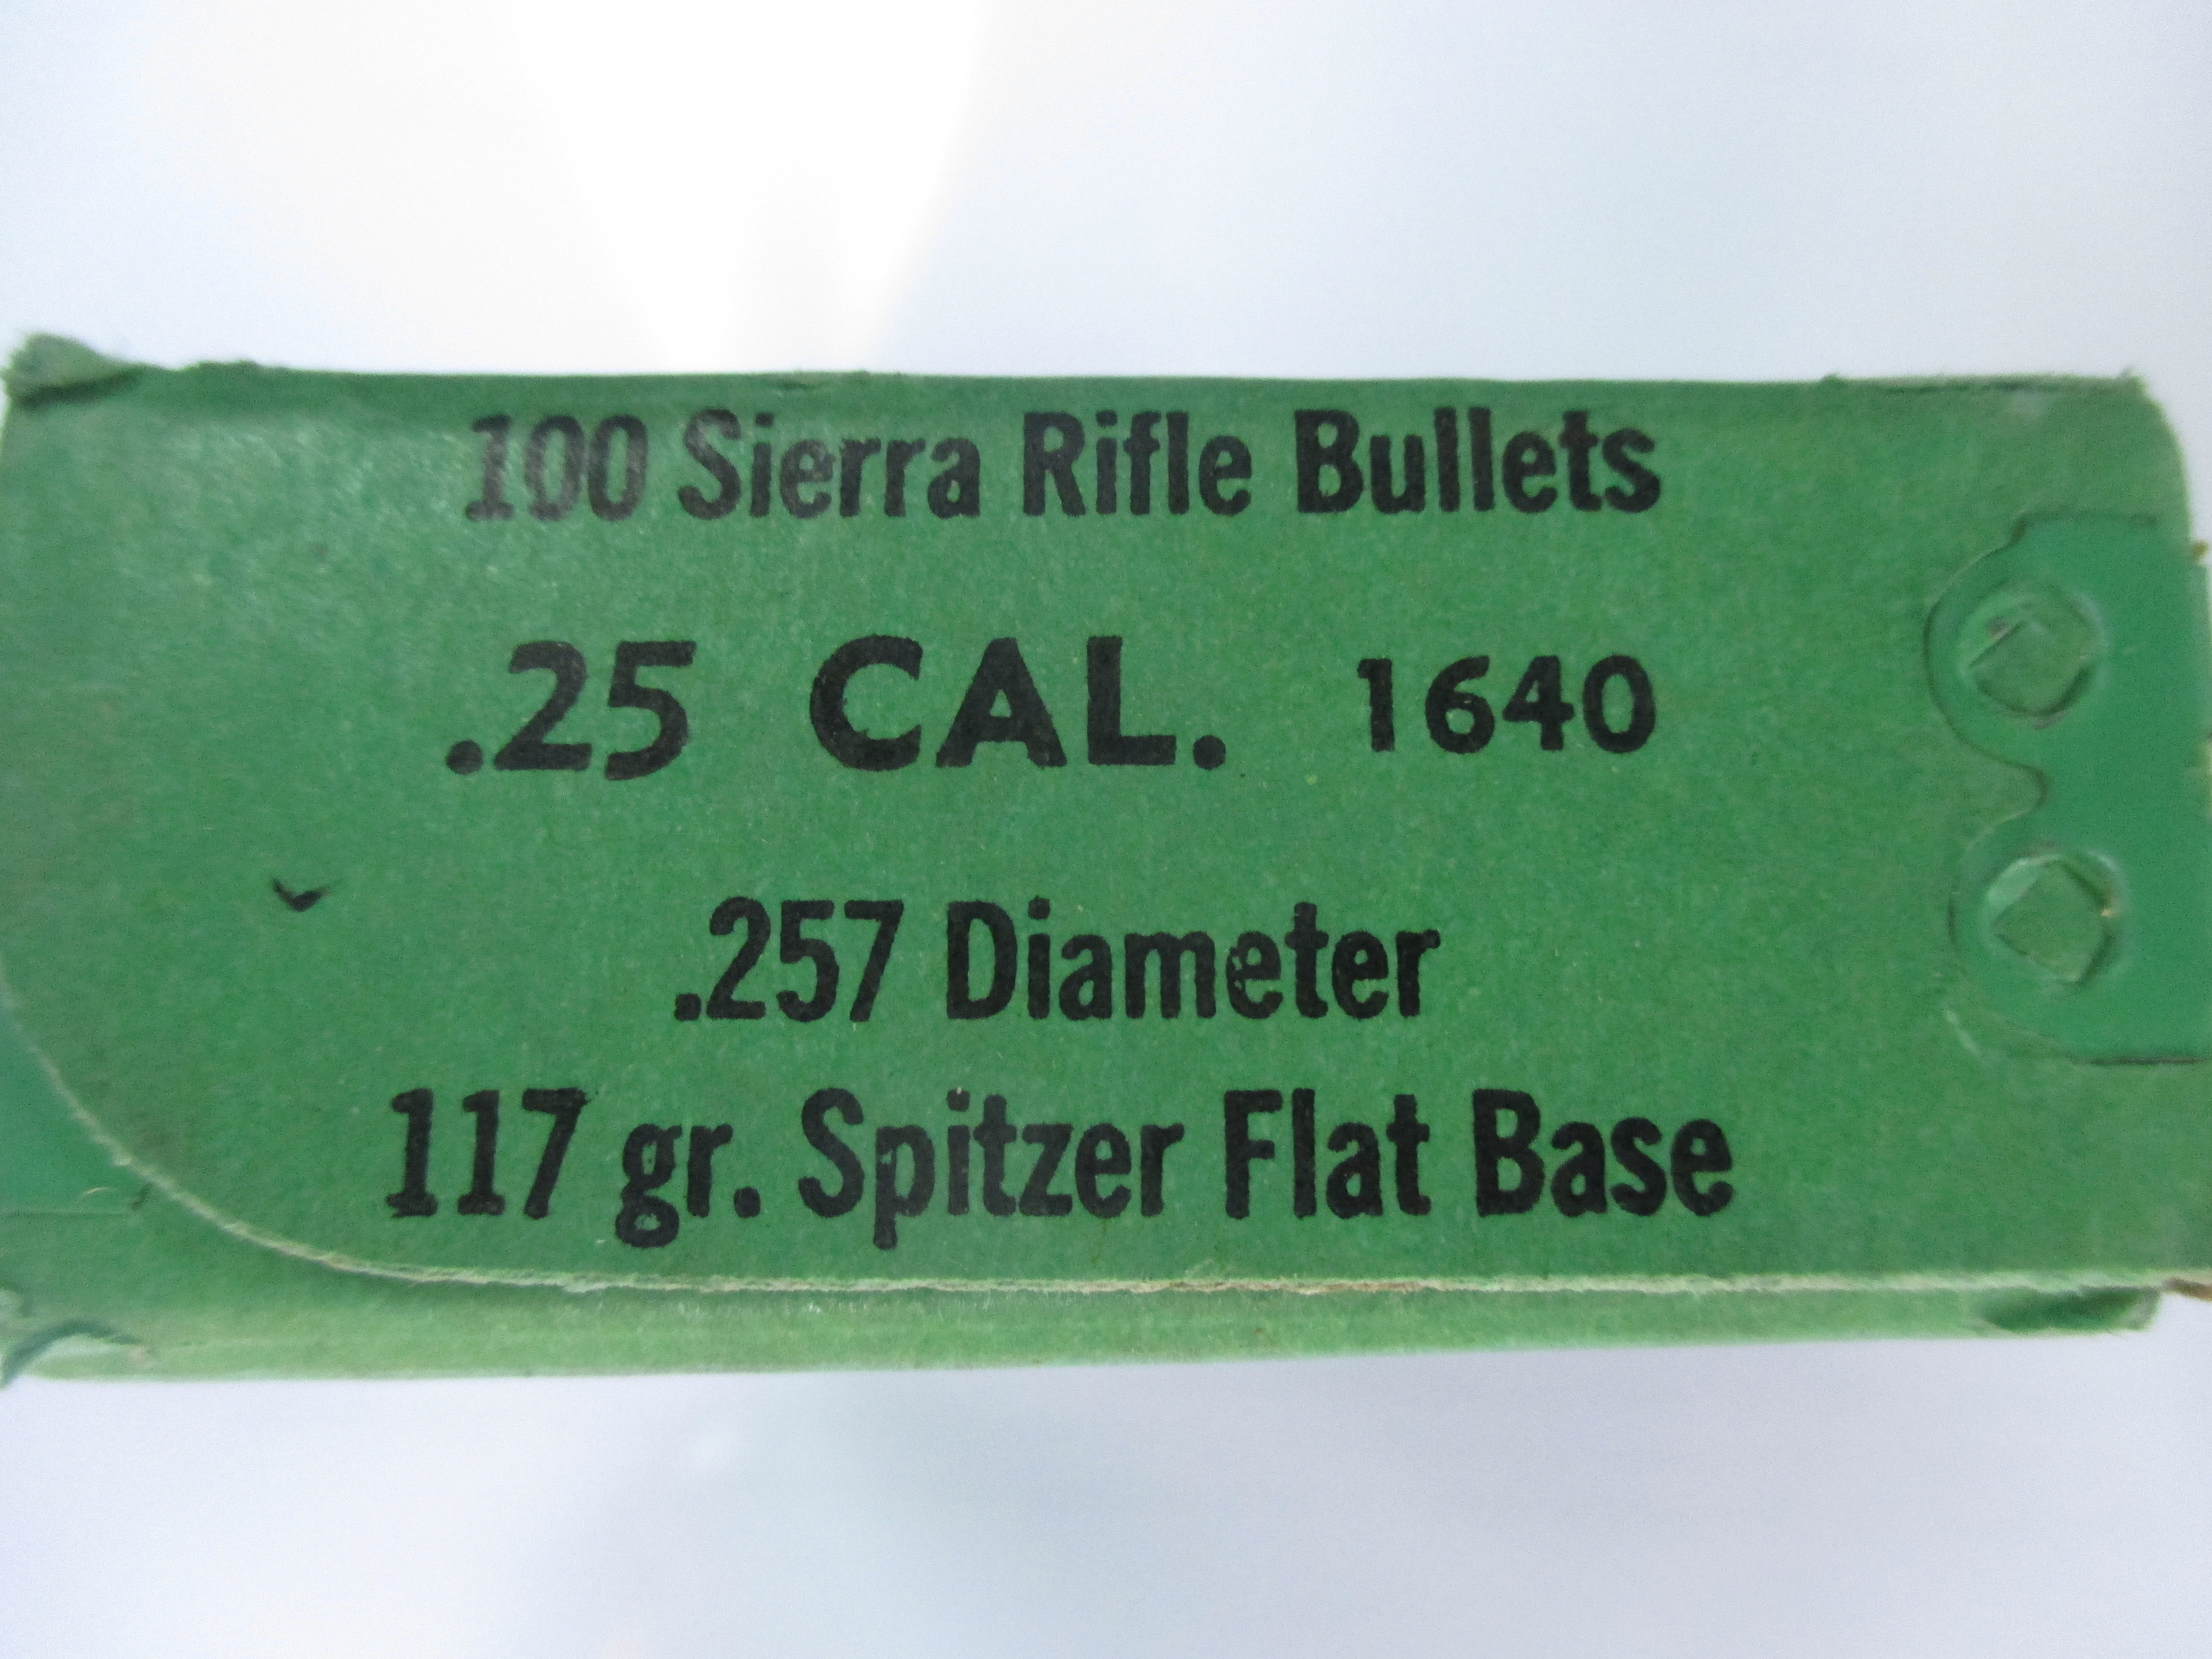 100 Sierra Rifle Bullets
.25 CAL. 1640
.257 Diameter
117 gr. Spitzer Flat Base